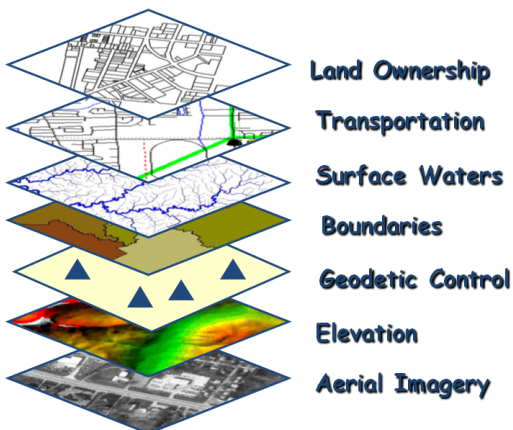 Land Ownership
Transportation
Surface Waters
Boundaries
Geodetic Control
Elevation
Aerial Imagery